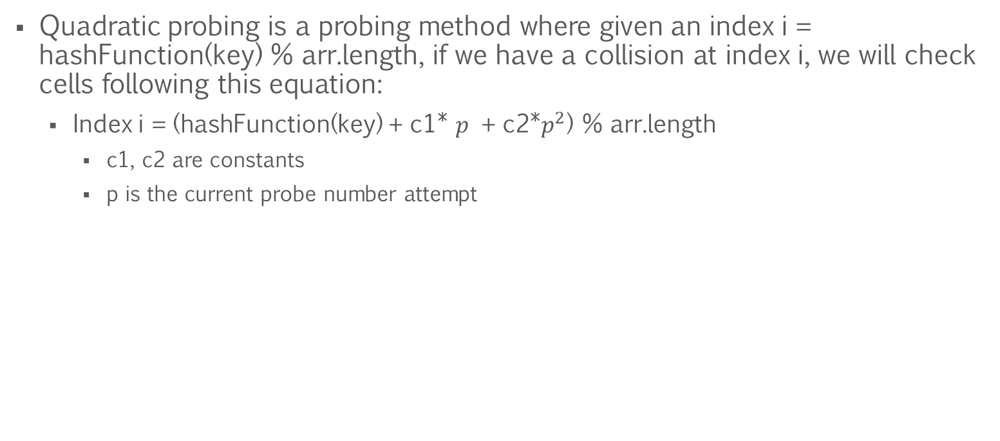 ▪ Quadratic probing is a probing method where given an index i =
hashFunction(key) % arr.length, if we have a collision at index i, we will check
cells following this equation:
▪ Index i = (hashFunction(key) + c1* p + c2*p²) % arr.length
▪ c1, c2 are constants
▪ p is the current probe number attempt